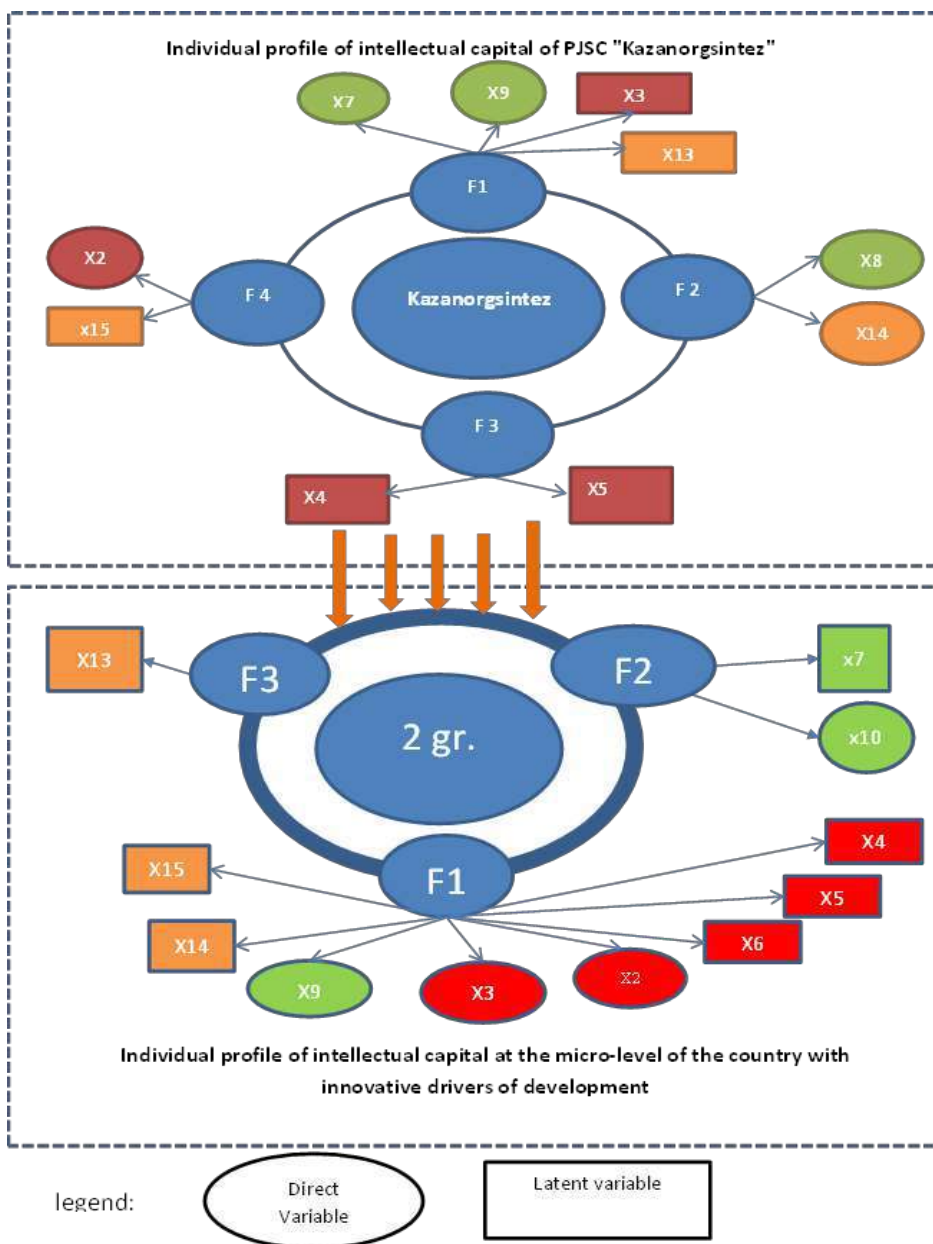 Individual profile of intellectual capital of PJSC "Kazanorgsintez"
X7
X9
X3
X13
F1
X2
F 4
Kazanorgsintez
F 2
X8
x15
X14
F 3
X4
X5
X13
F3
F2
x7
2 gr.
x10
X4
X15
F1
X5
X14
X6
X9
X3
X2
Individual profile of intellectual capital at the micro-level of the country with
innovative drivers of development
legend:
Direct
Variable
Latent variable